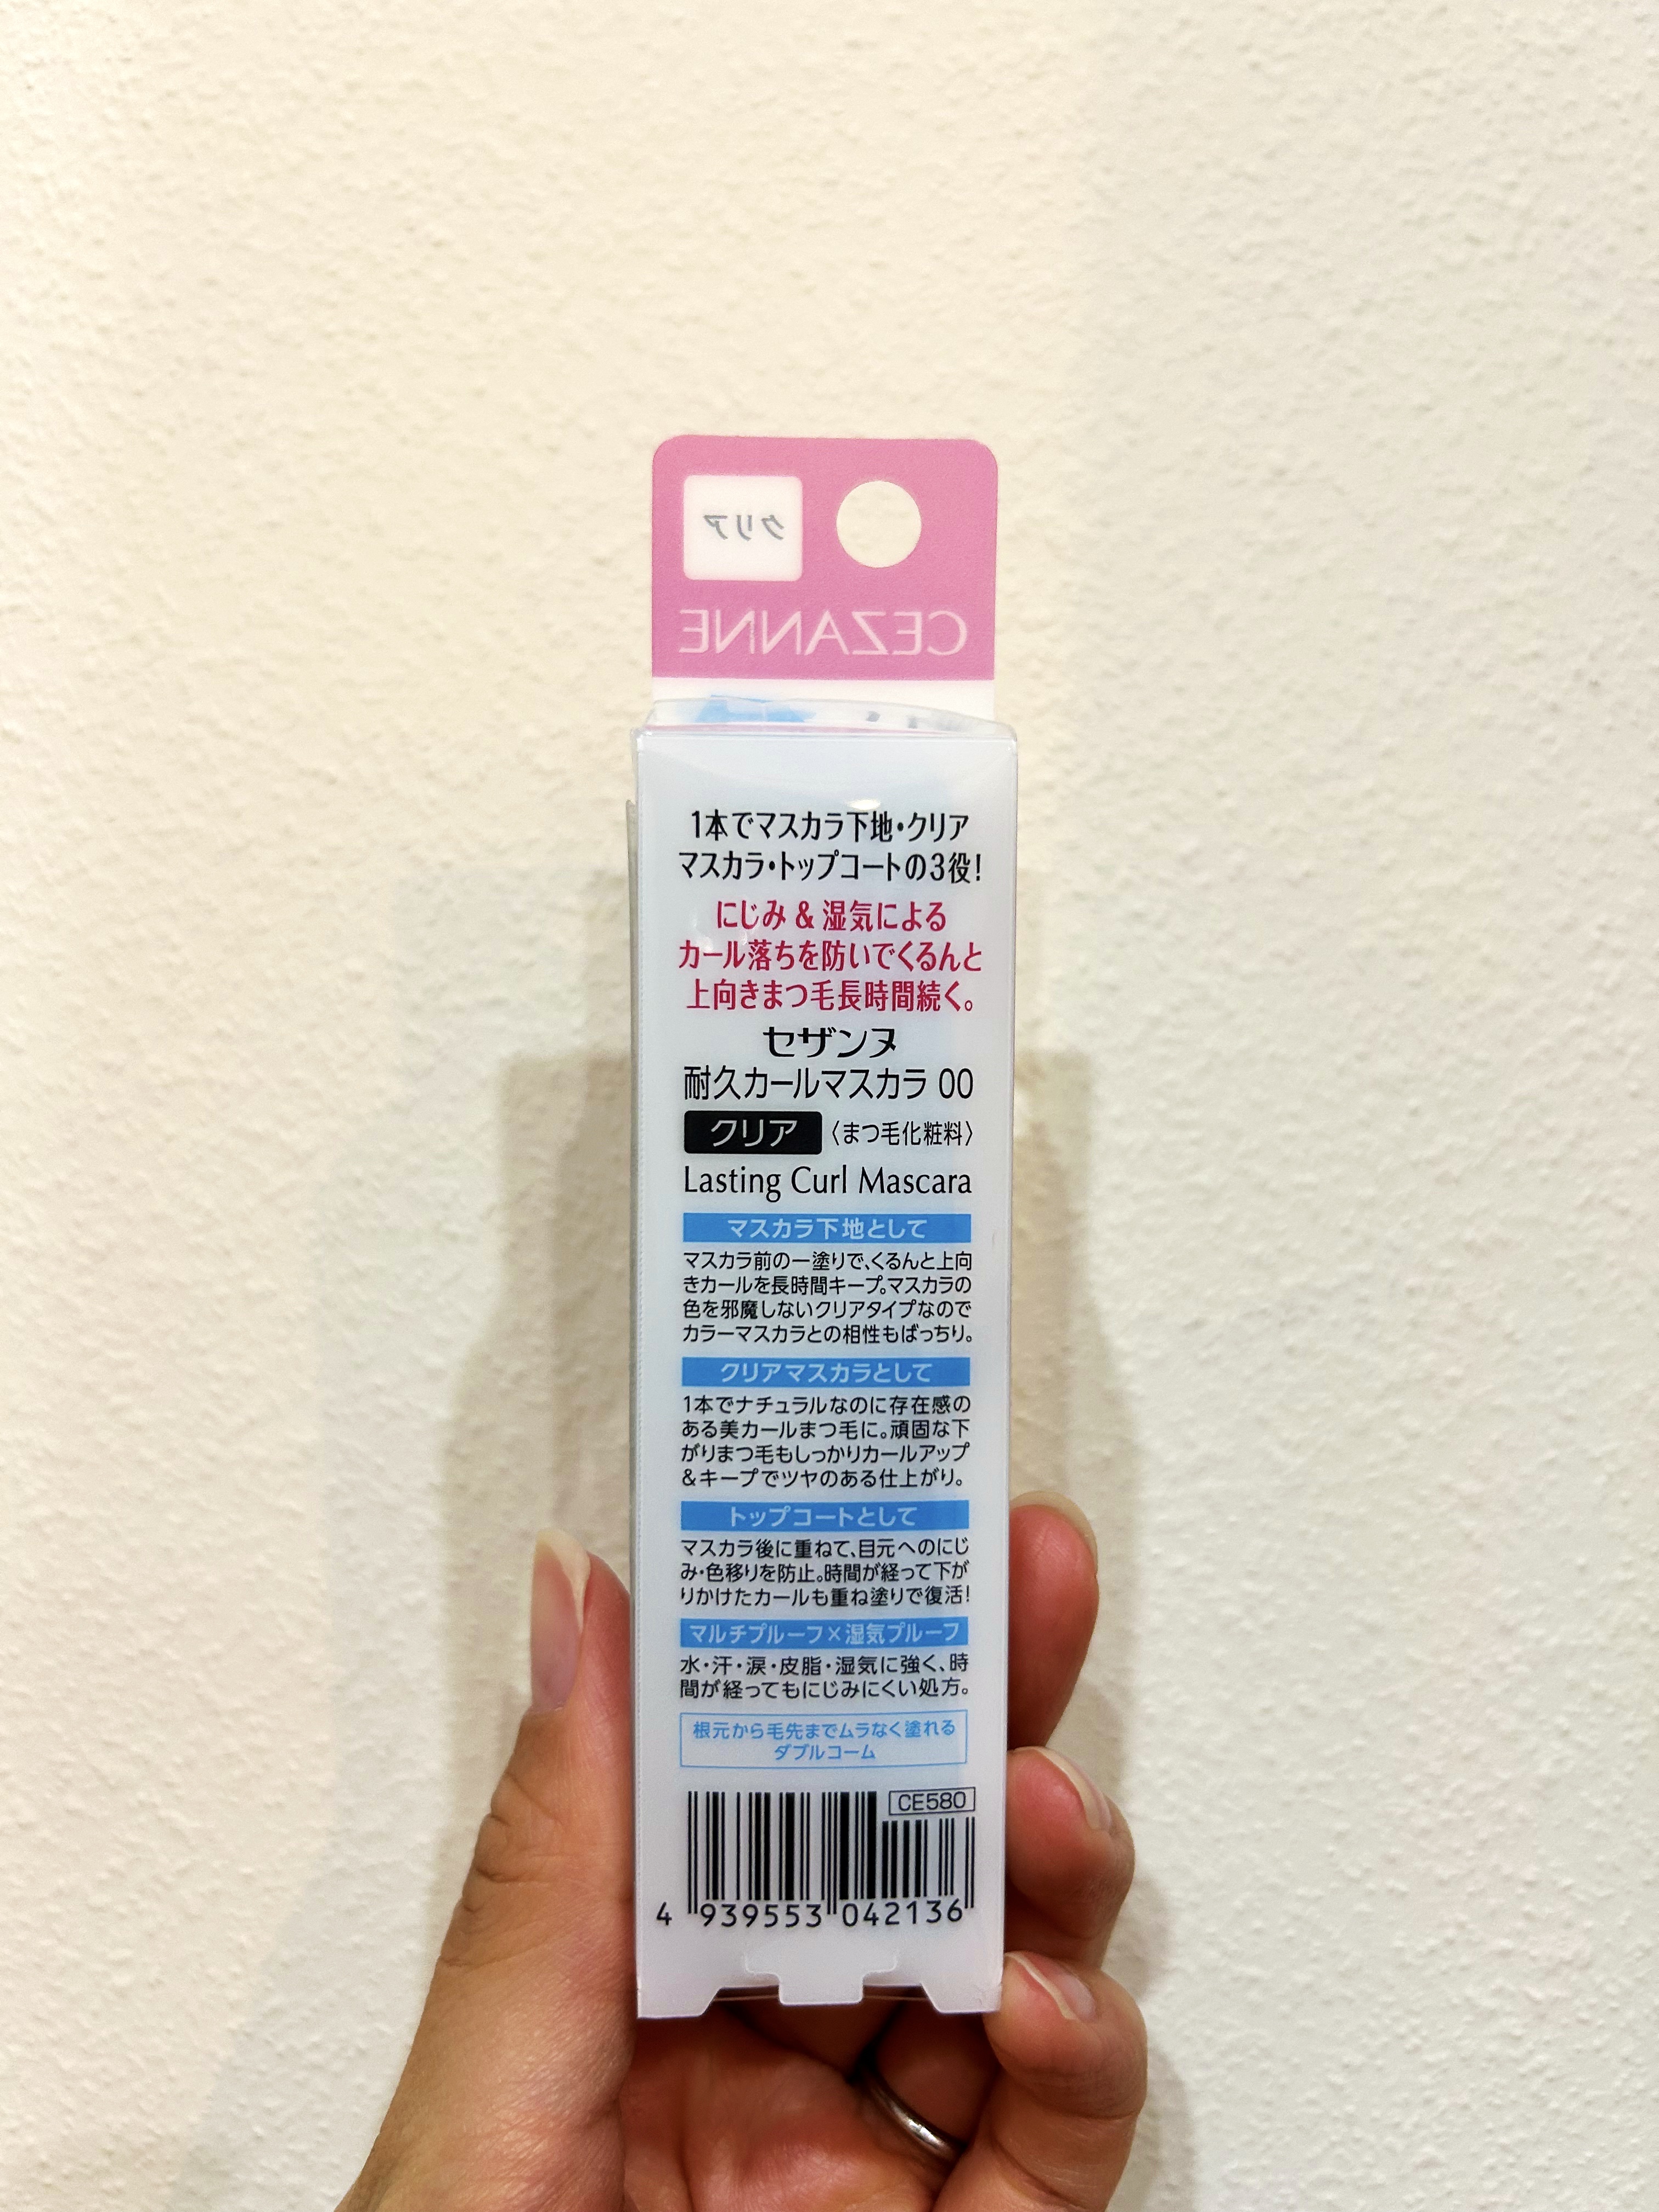 クリア
CEZANNE
1本でマスカラ下地・クリア
マスカラ・トップコートの3役!
にじみ & 湿気による
カール落ちを防いでくるんと
上向きまつ毛長時間続く。
セザンヌ
耐久カールマスカラ 00
クリア 〈まつ毛化粧料〉
Lasting Curl Mascara
マスカラ下地として
マスカラ前の一塗りで、くるんと上向
きカールを長時間キープ。マスカラの
色を邪魔しないクリアタイプなので
カラーマスカラとの相性もばっちり。
クリアマスカラとして
1本でナチュラルなのに存在感の
ある美カールまつ毛に。頑固な下
がりまつ毛もしっかりカールアップ
&キープでツヤのある仕上がり。
トップコートとして
マスカラ後に重ねて、目元へのにじ
み・色移りを防止。時間が経って下が
りかけたカールも重ね塗りで復活!
マルチプルーフ×湿気プルーフ
水・汗・涙・皮脂・湿気に強く、時
間が経ってもにじみにくい処方。
根元から毛先までムラなく塗れる
ダブルコーム
CE580
4 939553 042136